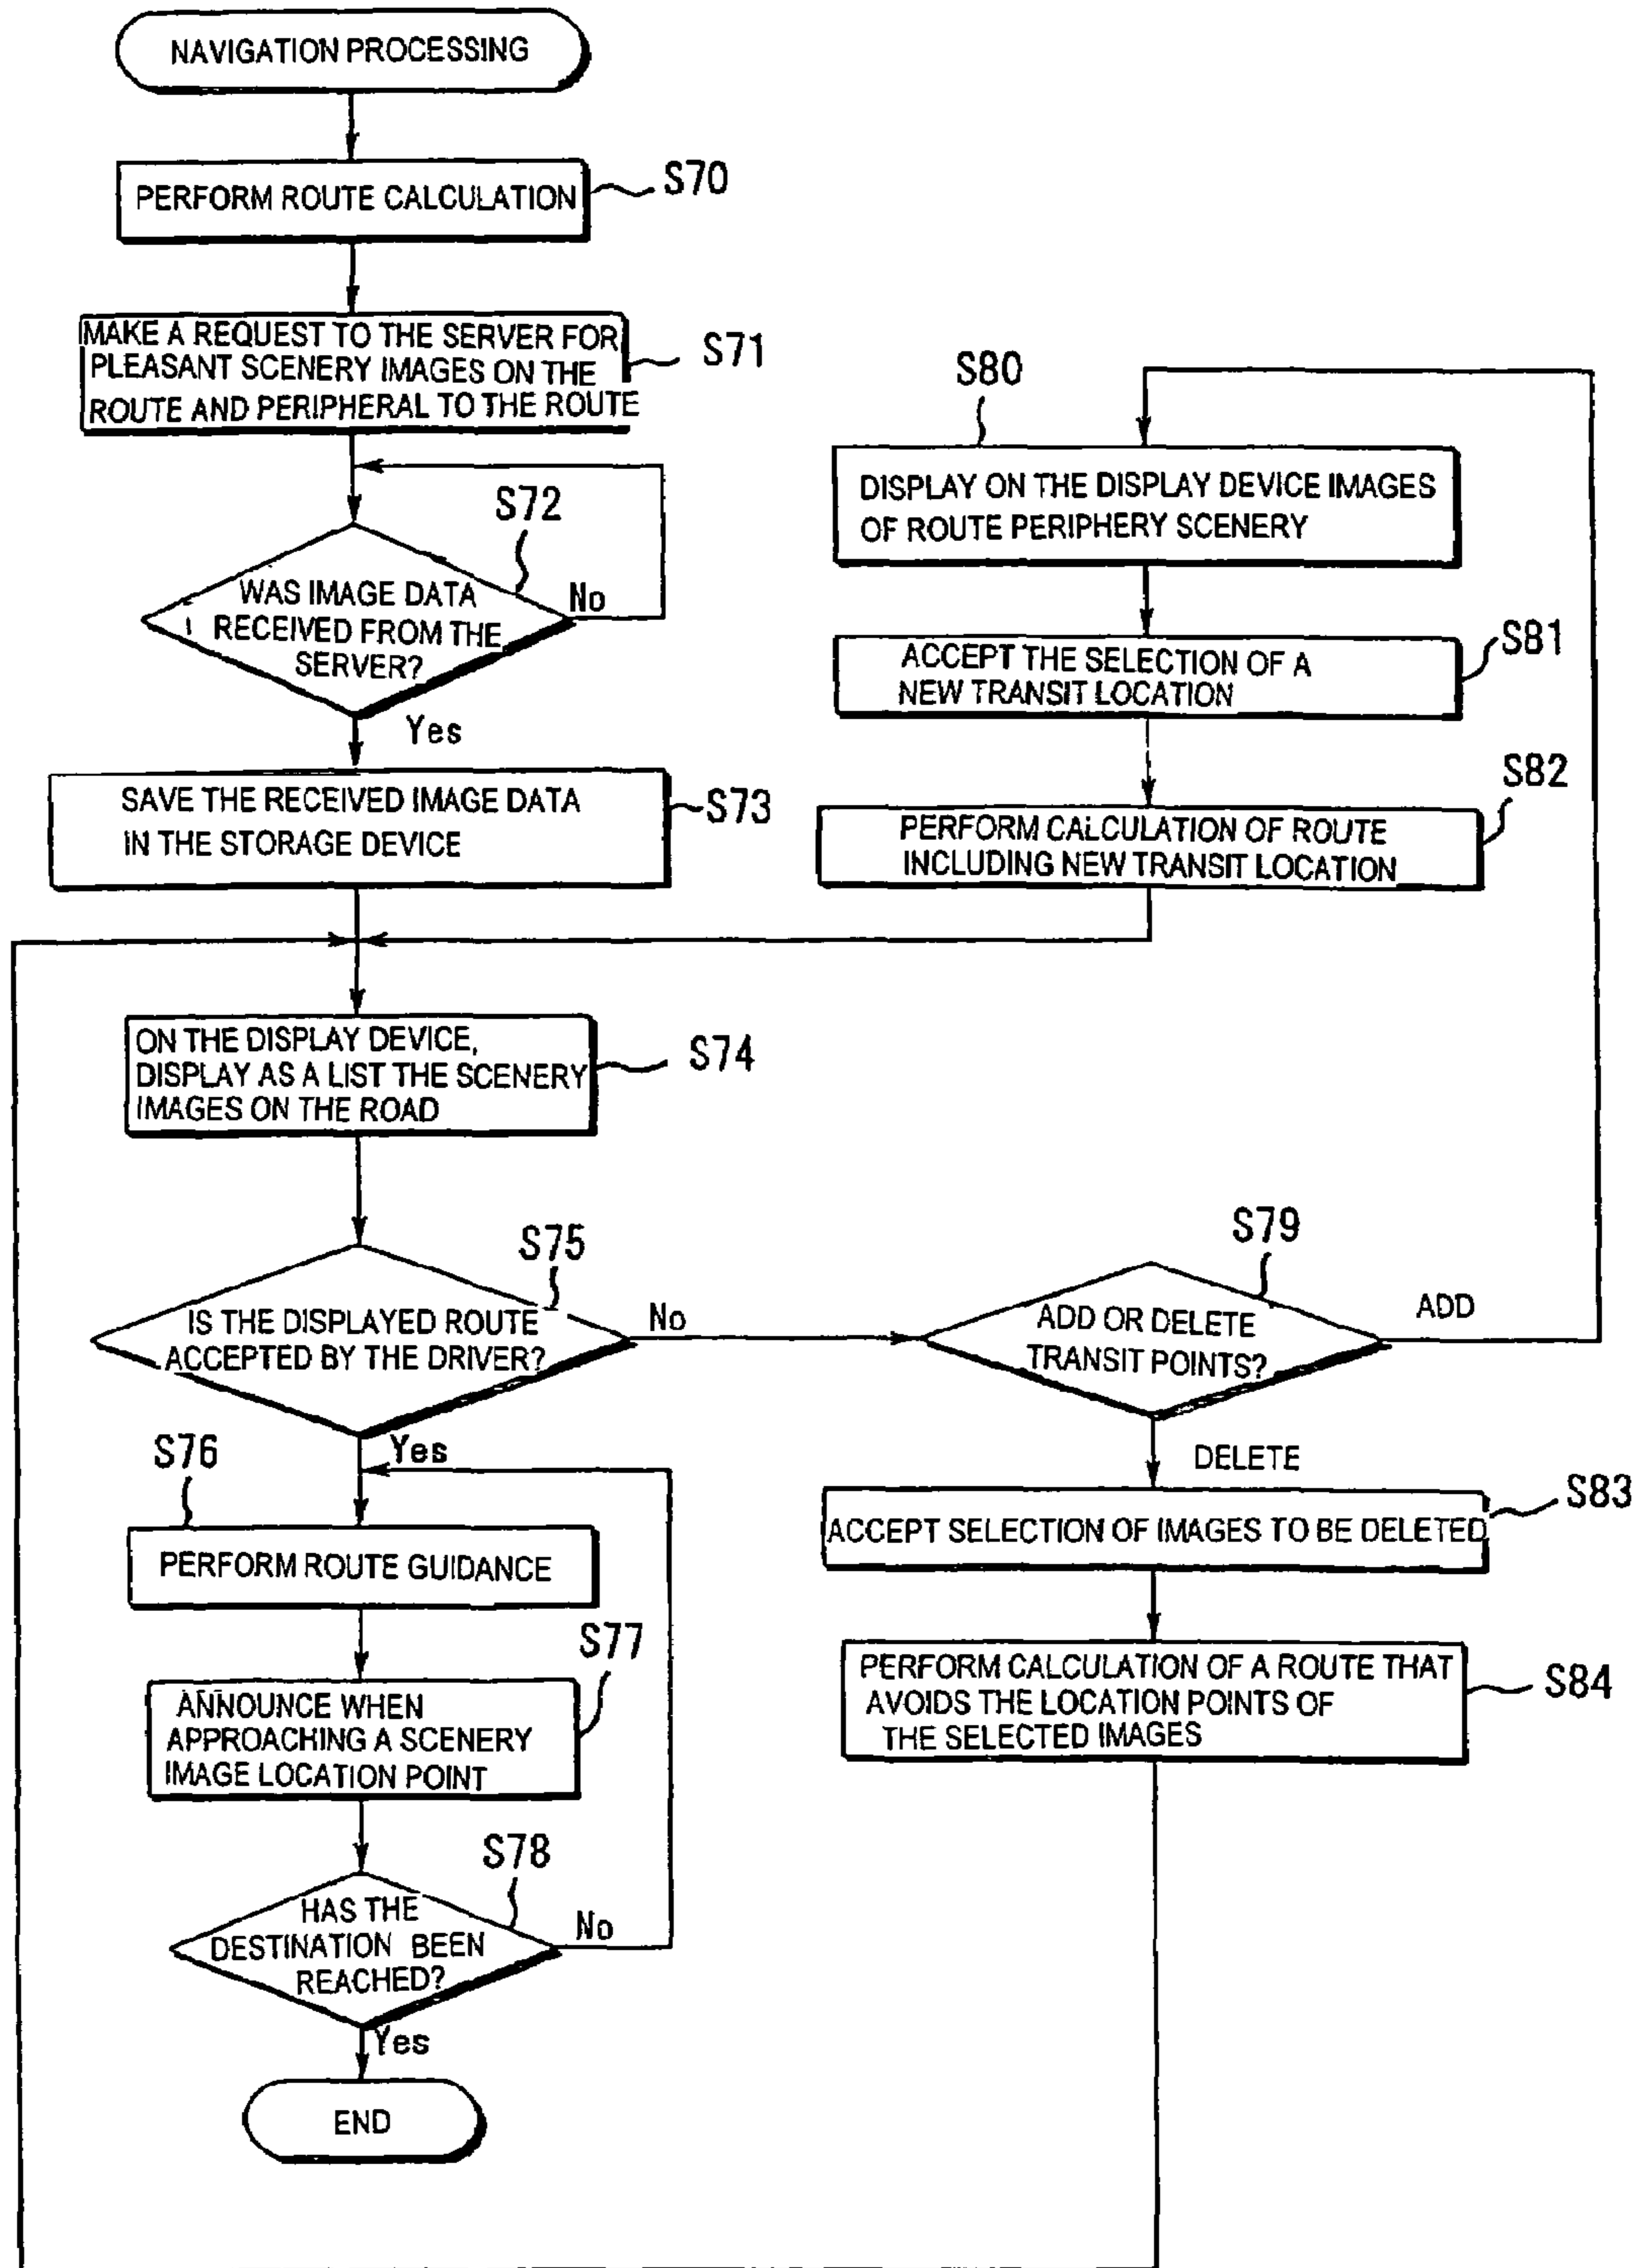 NAVIGATION PROCESSING
PERFORM ROUTE CALCULATION
S70
MAKE A REQUEST TO THE SERVER FOR
PLEASANT SCENERY IMAGES ON THE
ROUTE AND PERIPHERAL TO THE ROUTE
S71
S72
WAS IMAGE DATA
RECEIVED FROM THE
SERVER?
No
Yes
SAVE THE RECEIVED IMAGE DATA
IN THE STORAGE DEVICE
S73
ON THE DISPLAY DEVICE,
DISPLAY AS A LIST THE SCENERY
IMAGES ON THE ROAD
S74
S75
IS THE DISPLAYED ROUTE
ACCEPTED BY THE DRIVER?
No
Yes
S76
PERFORM ROUTE GUIDANCE
S77
ANNOUNCE WHEN
APPROACHING A SCENERY
IMAGE LOCATION POINT
S78
HAS THE
DESTINATION BEEN
REACHED?
No
Yes
END
S79
ADD OR DELETE
TRANSIT POINTS?
ADD
DELETE
S80
DISPLAY ON THE DISPLAY DEVICE IMAGES
OF ROUTE PERIPHERY SCENERY
S81
ACCEPT THE SELECTION OF A
NEW TRANSIT LOCATION
S82
PERFORM CALCULATION OF ROUTE
INCLUDING NEW TRANSIT LOCATION
S83
ACCEPT SELECTION OF IMAGES TO BE DELETED
PERFORM CALCULATION OF A ROUTE THAT
AVOIDS THE LOCATION POINTS OF
THE SELECTED IMAGES
S84